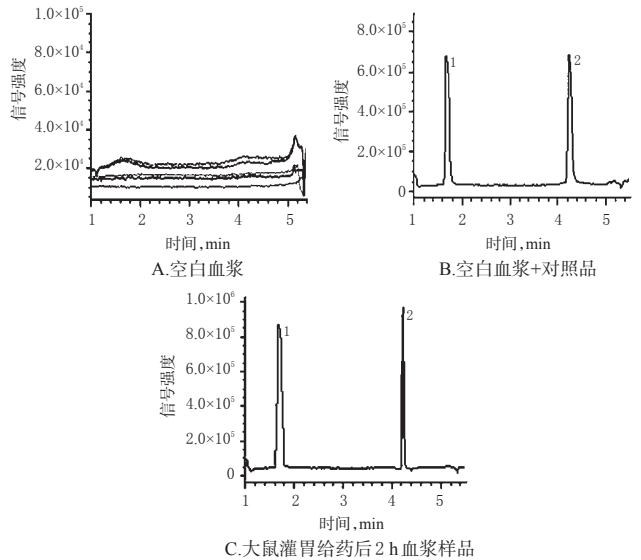 1.0×10⁵
8.0×10⁴
6.0×10⁴
4.0×10⁴
2.0×10⁴
信号强度
1 2 3 4 5
时间,min
A.空白血浆
8.0×10⁵
6.0×10⁵
4.0×10⁵
2.0×10⁵
0
信号强度
1
2
1 2 3 4 5
时间,min
B.空白血浆+对照品
1.0×10⁶
8.0×10⁵
6.0×10⁵
4.0×10⁵
2.0×10⁵
0
信号强度
1
2
1 2 3 4 5
时间,min
C.大鼠灌胃给药后2 h血浆样品